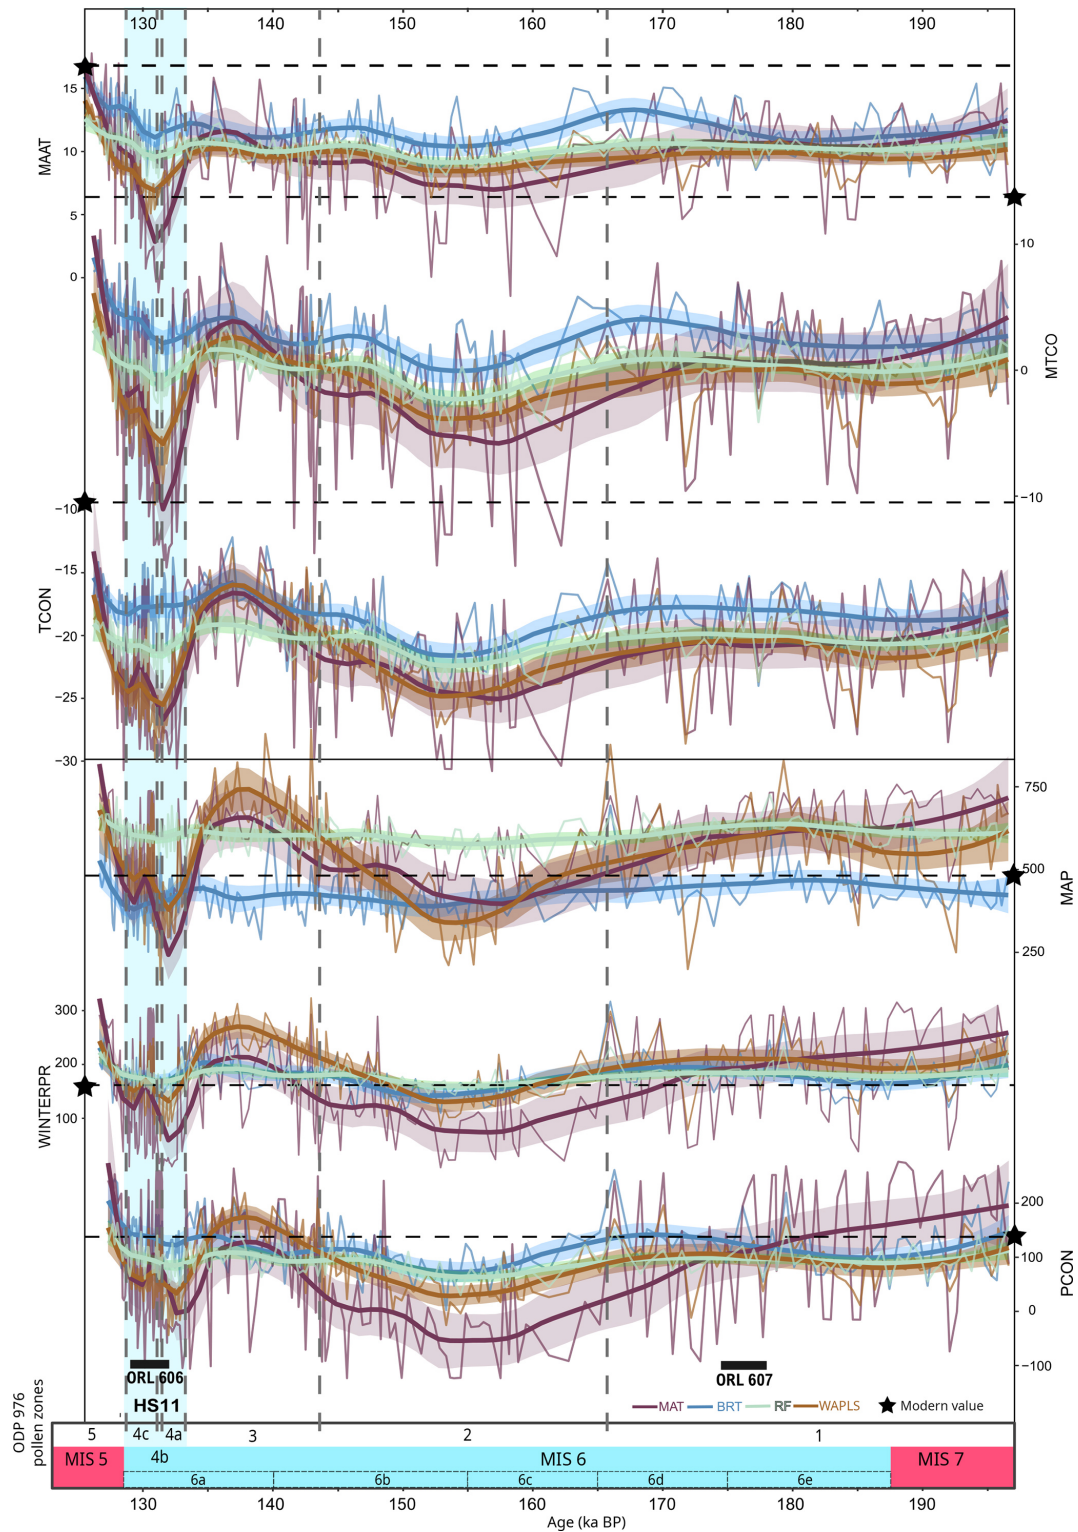 130 140 150 160 170 180 190
MAAT
15
10
5
0
10
0
−10
MTCO
−10
−15
−20
−25
−30
TCON
750
500
250
MAP
300
200
100
WINTERPR
200
100
0
−100
PCON
ORL 606
ORL 607
HS11
MAT BRT RF WAPLS Modern value
ODP 976
pollen zones
5 4c 4a 3 2 1
MIS 5 4b MIS 6 MIS 7
6a 6b 6c 6d 6e
130 140 150 160 170 180 190
Age (ka BP)